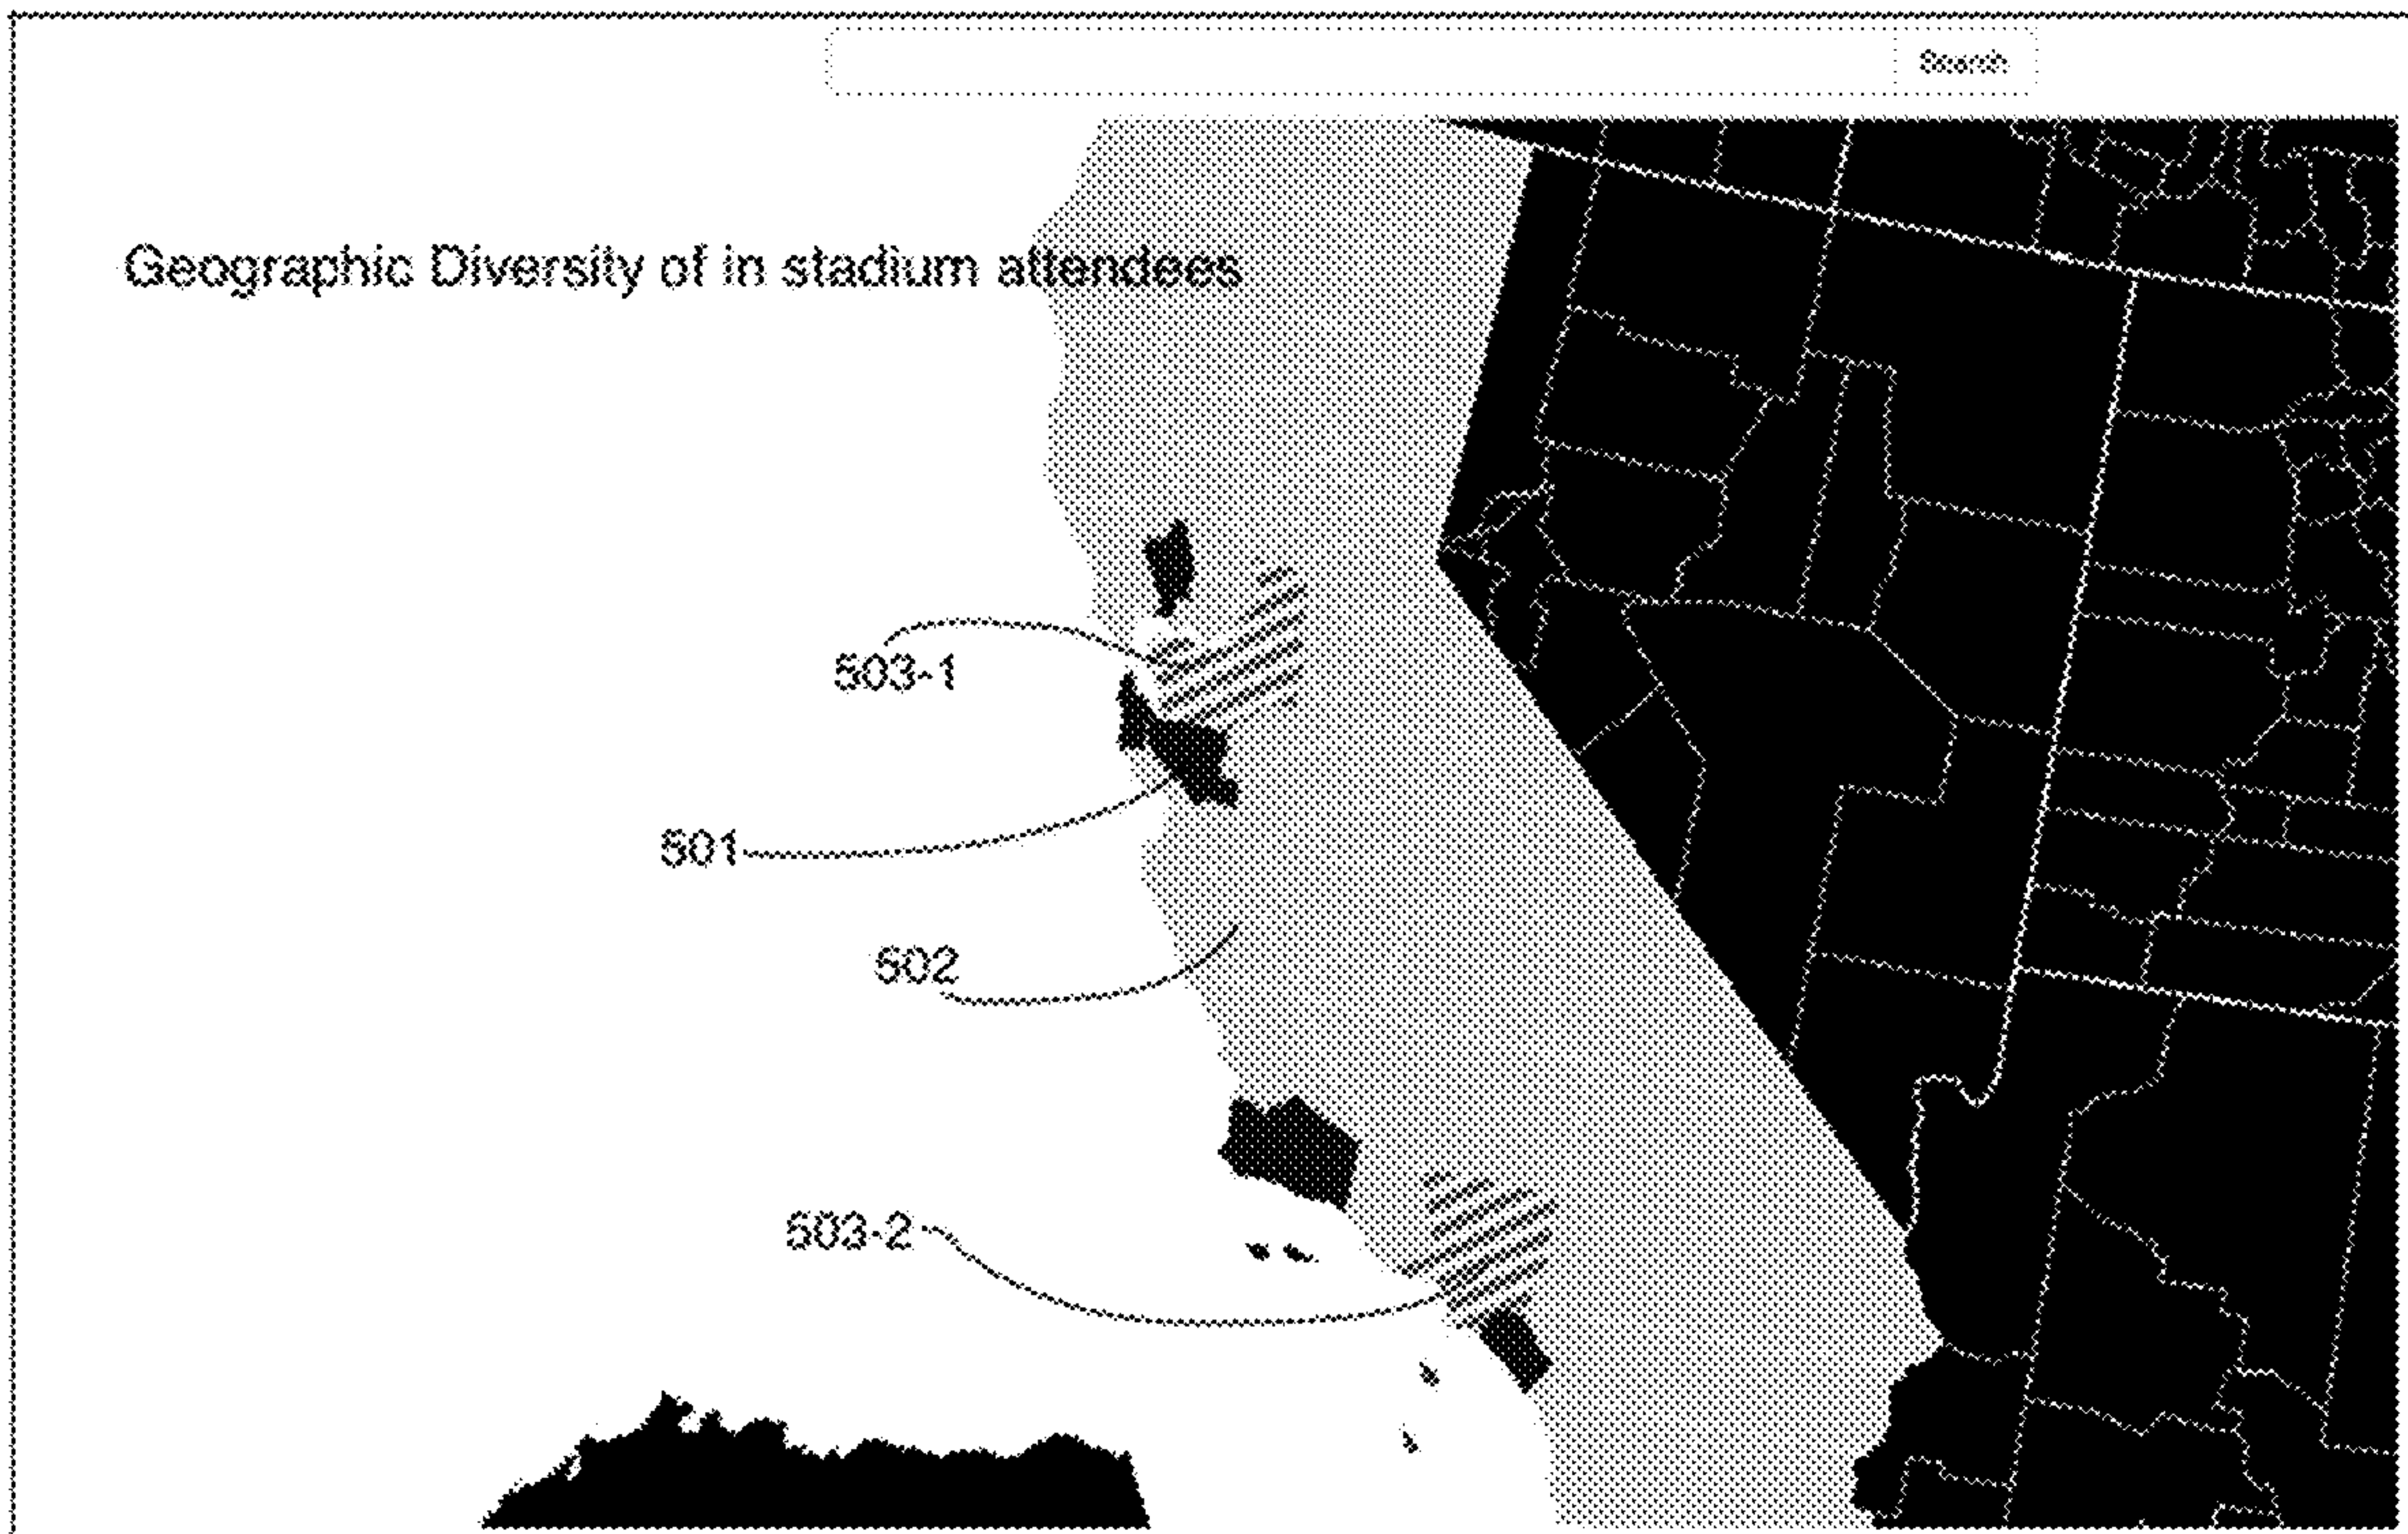 Search
Geographic Diversity of in stadium attendees
503-1
501
502
503-2